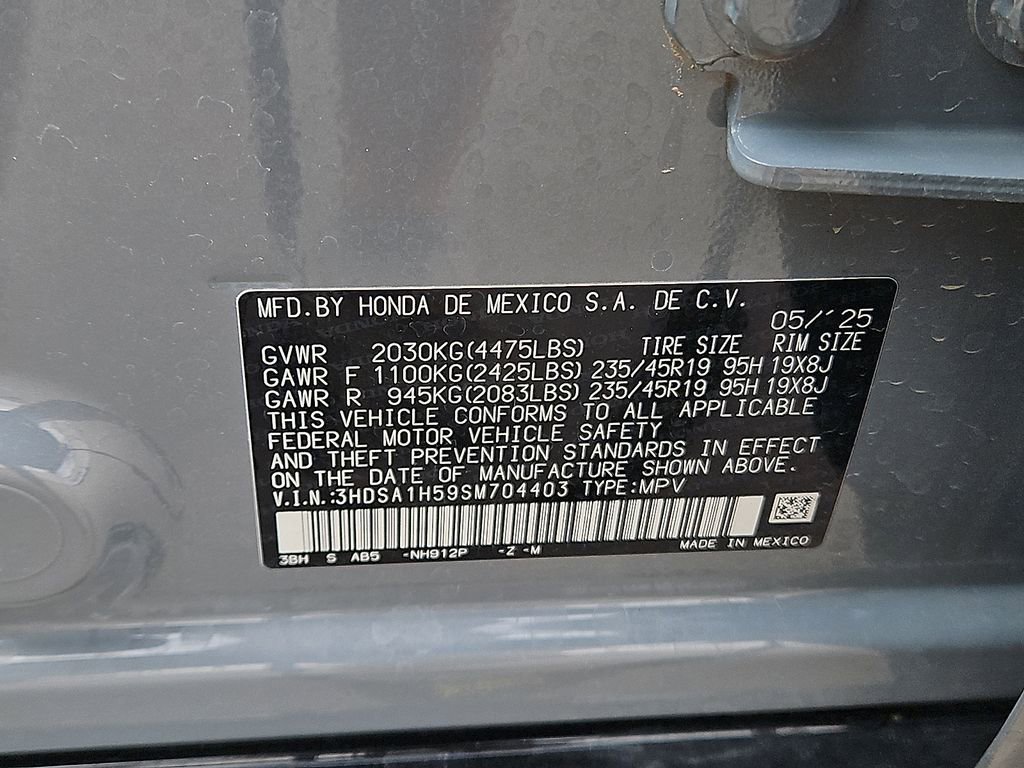 MFD.BY HONDA DE MEXICO S.A. DE C.V.
05/'25
GVWR 2030KG(4475LBS) TIRE SIZE RIM SIZE
GAWR F 1100KG(2425LBS) 235/45R19 95H 19X8J
GAWR R 945KG(2083LBS) 235/45R19 95H 19X8J
THIS VEHICLE CONFORMS TO ALL APPLICABLE
FEDERAL MOTOR VEHICLE SAFETY
AND THEFT PREVENTION STANDARDS IN EFFECT
ON THE DATE OF MANUFACTURE SHOWN ABOVE.
V.I.N.:3HDSA1H59SM704403 TYPE:MPV
3BH S AB5 -NH912P -Z -M MADE IN MEXICO